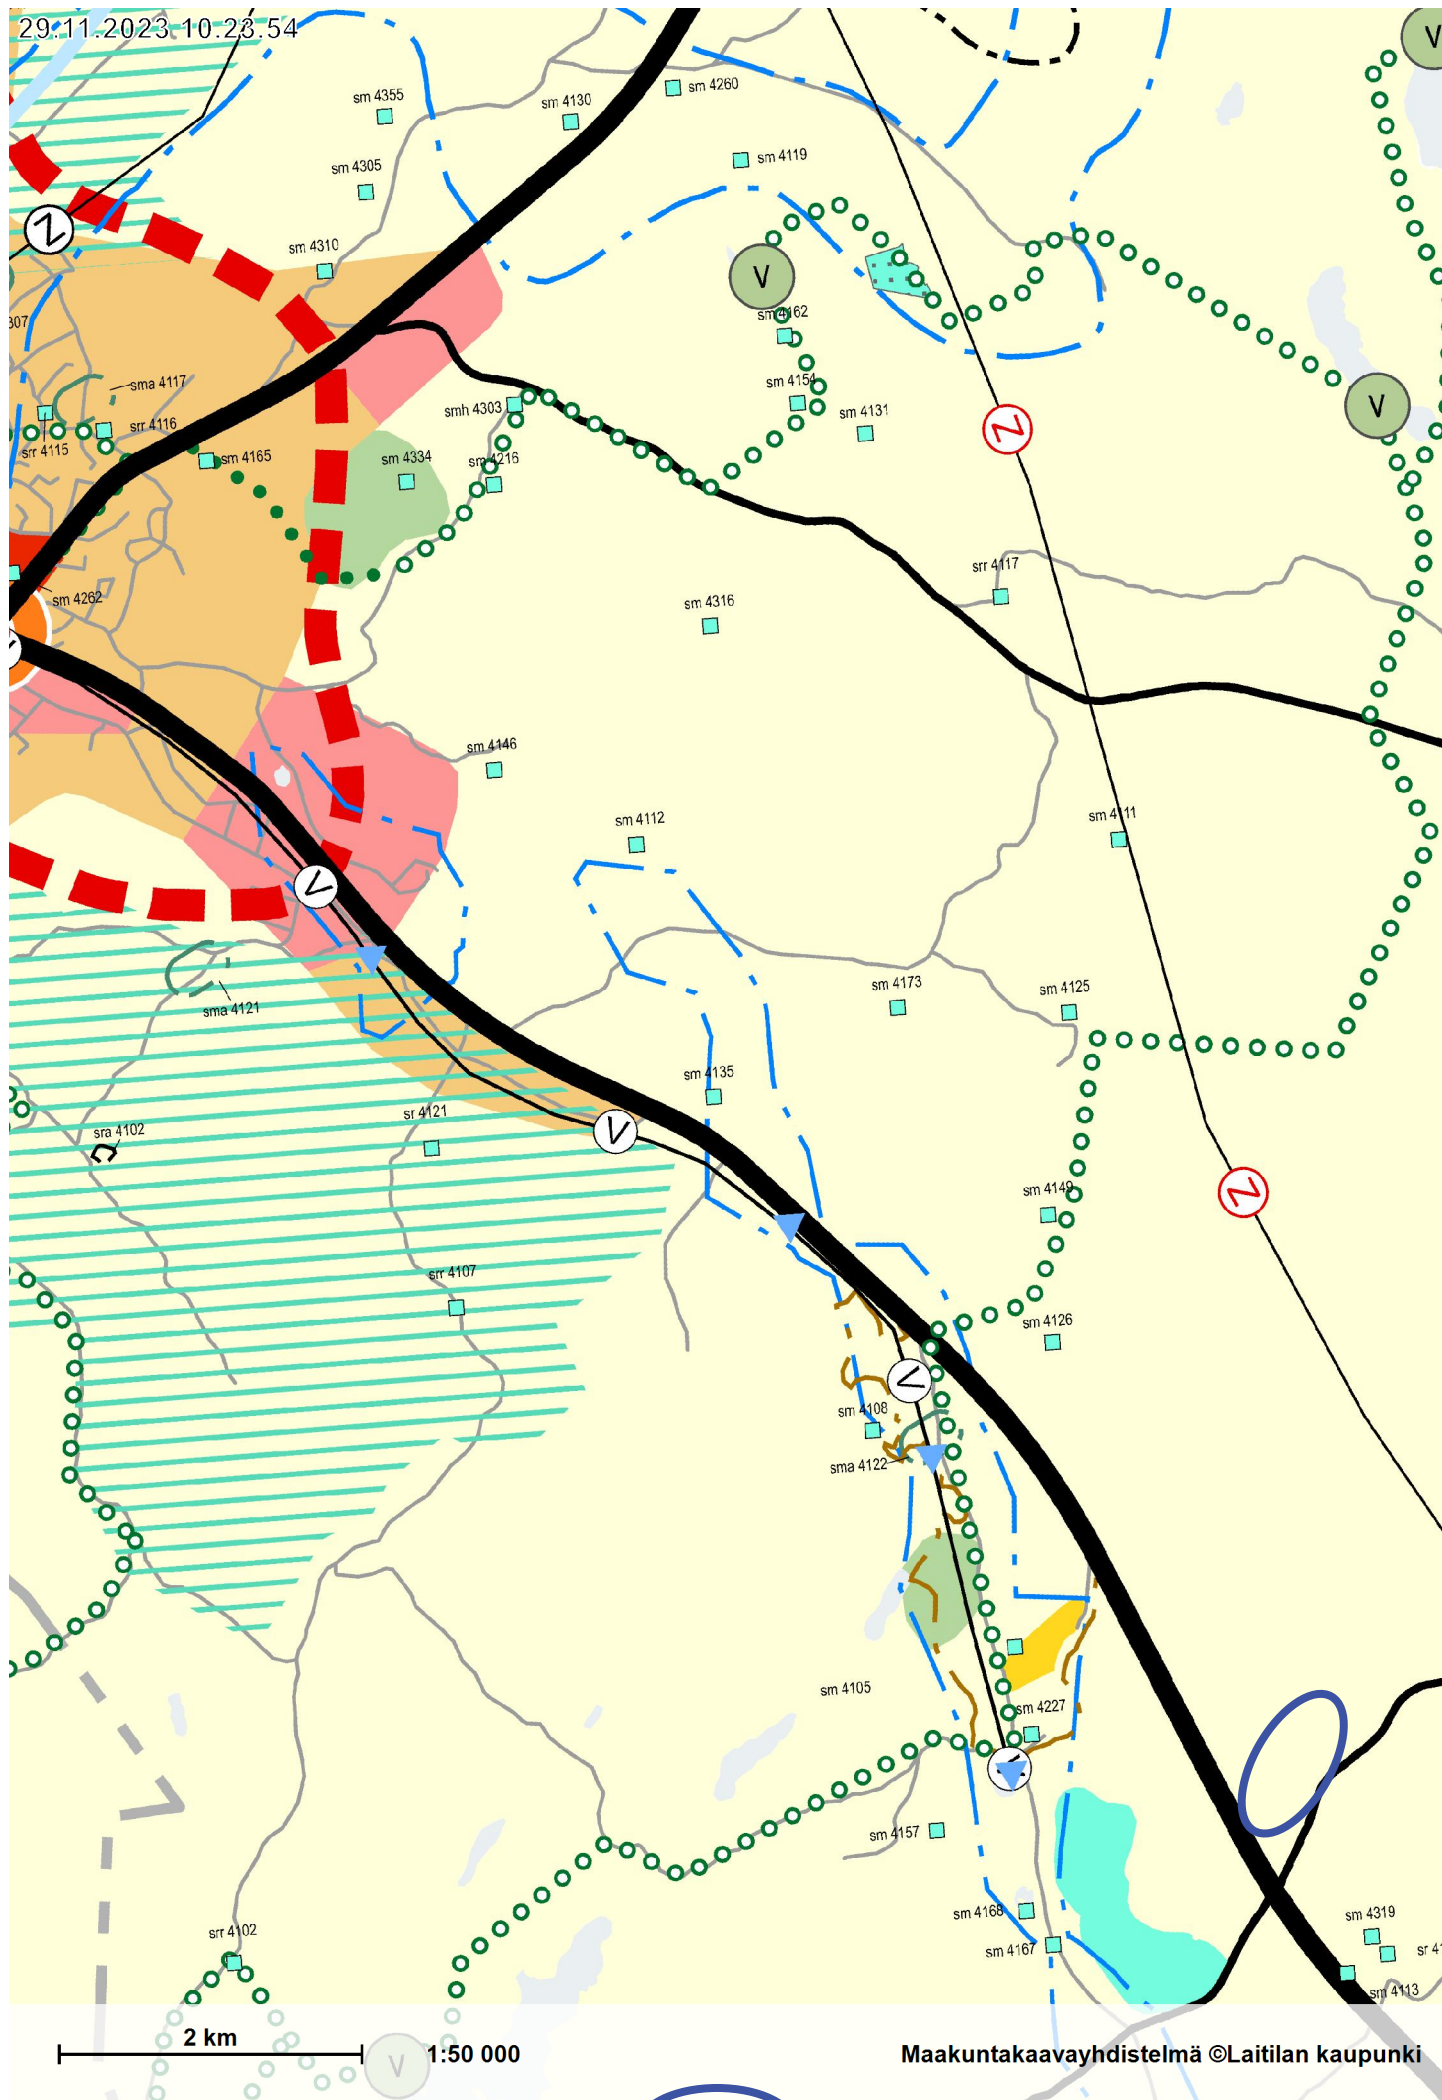 29.11.2023 10.23.54
V
sm 4355
sm 4130
sm 4260
sm 4305
sm 4119
Z
sm 4310
V
307
sm 4162
sma 4117
sm 4154
V
smh 4303
sm 4131
srr 4116
Z
srr 4115
sm 4165
sm 4334
sm 4216
srr 4117
sm 4262
sm 4316
sm 4146
sm 4112
sm 4111
V
sm 4173
sm 4125
sma 4121
sm 4135
sr 4121
sra 4102
V
sm 4149
Z
srr 4107
sm 4126
V
sm 4108
sma 4122
sm 4105
sm 4227
sm 4157
sm 4168
sm 4319
srr 4102
sm 4167
sr 41
sm 4113
2 km
V
1:50 000
Maakuntakaavayhdistelmä ©Laitilan kaupunki